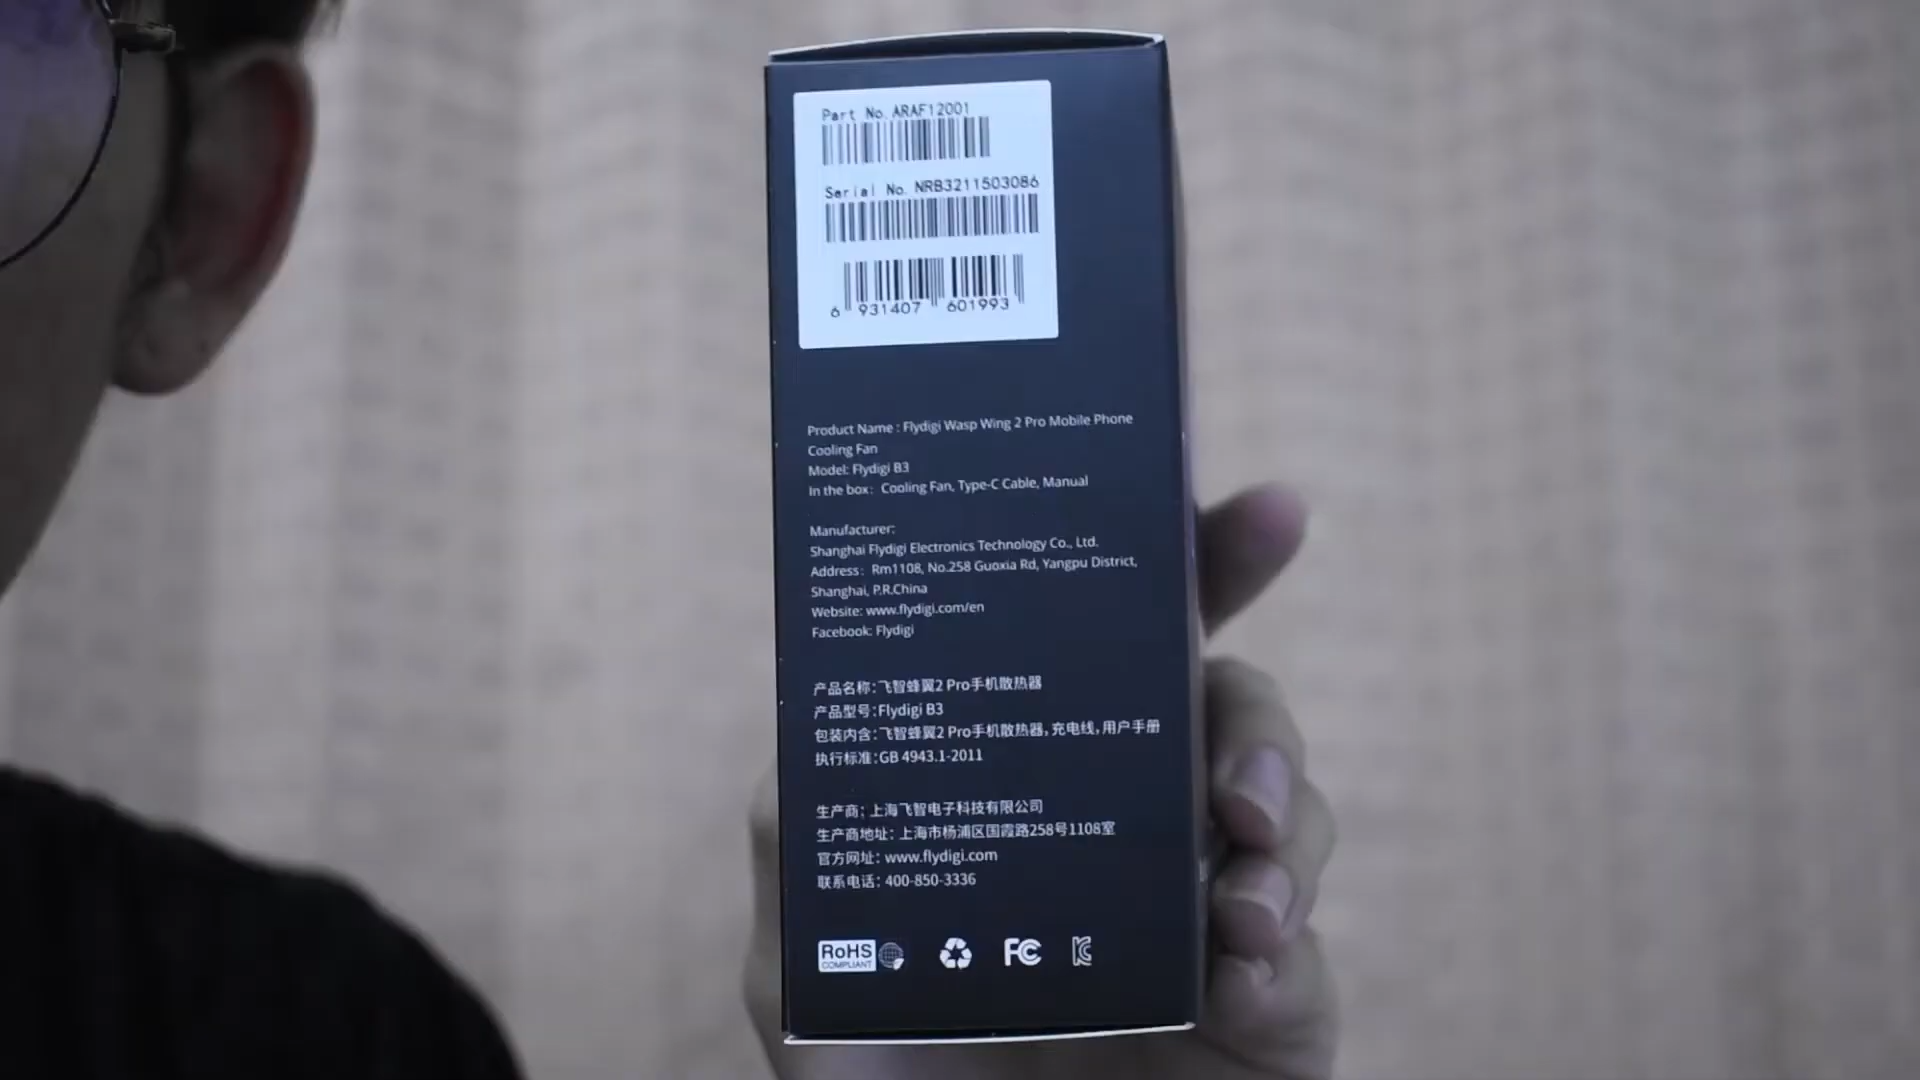 Part No. ARAF12001
Serial No. NRB3211503086
6 931407 601993
Product Name : Flydigi Wasp Wing 2 Pro Mobile Phone
Cooling Fan
Model: Flydigi B3
In the box：Cooling Fan, Type-C Cable, Manual
Manufacturer:
Shanghai Flydigi Electronics Technology Co., Ltd.
Address：Rm1108, No.258 Guoxia Rd, Yangpu District,
Shanghai, P.R.China
Website: www.flydigi.com/en
Facebook: Flydigi
产品名称：飞智蜂翼2 Pro手机散热器
产品型号：Flydigi B3
包装内含：飞智蜂翼2 Pro手机散热器，充电线，用户手册
执行标准：GB 4943.1-2011
生产商：上海飞智电子科技有限公司
生产商地址：上海市杨浦区国霞路258号1108室
官方网址：www.flydigi.com
联系电话：400-850-3336
RoHS
COMPLIANT
FC